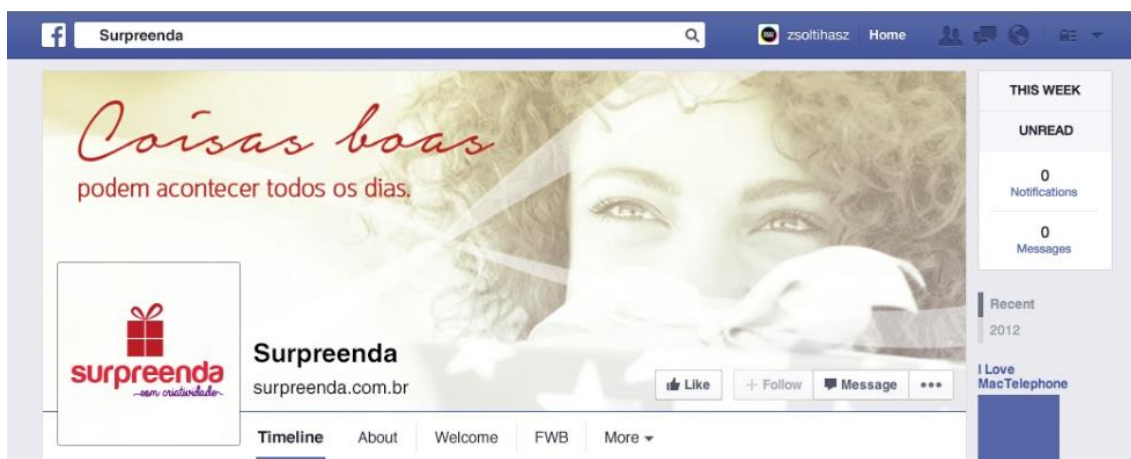 Surpreenda
zsoltihasz Home
Coisas boas
podem acontecer todos os dias.
surpreenda
com criatividade
Surpreenda
surpreenda.com.br
Like
+ Follow
Message
Timeline
About
Welcome
FWB
More
THIS WEEK
UNREAD
0
Notifications
0
Messages
Recent
2012
I Love
MacTelephone